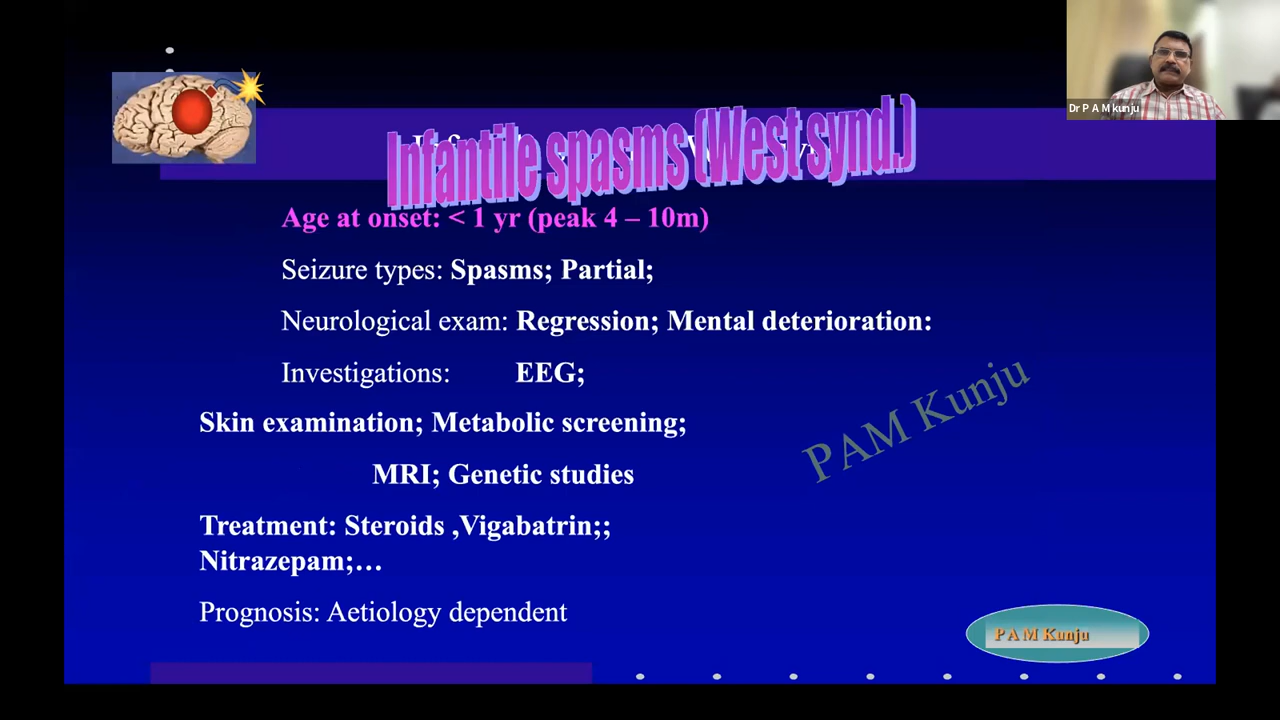 Dr P A M kunju
Infantile spasms (West synd.)
Age at onset: < 1 yr (peak 4 – 10m)
Seizure types: Spasms; Partial;
Neurological exam: Regression; Mental deterioration:
Investigations: EEG;
Skin examination; Metabolic screening;
MRI; Genetic studies
Treatment: Steroids ,Vigabatrin;;
Nitrazepam;…
Prognosis: Aetiology dependent
P AM Kunju
P A M Kunju